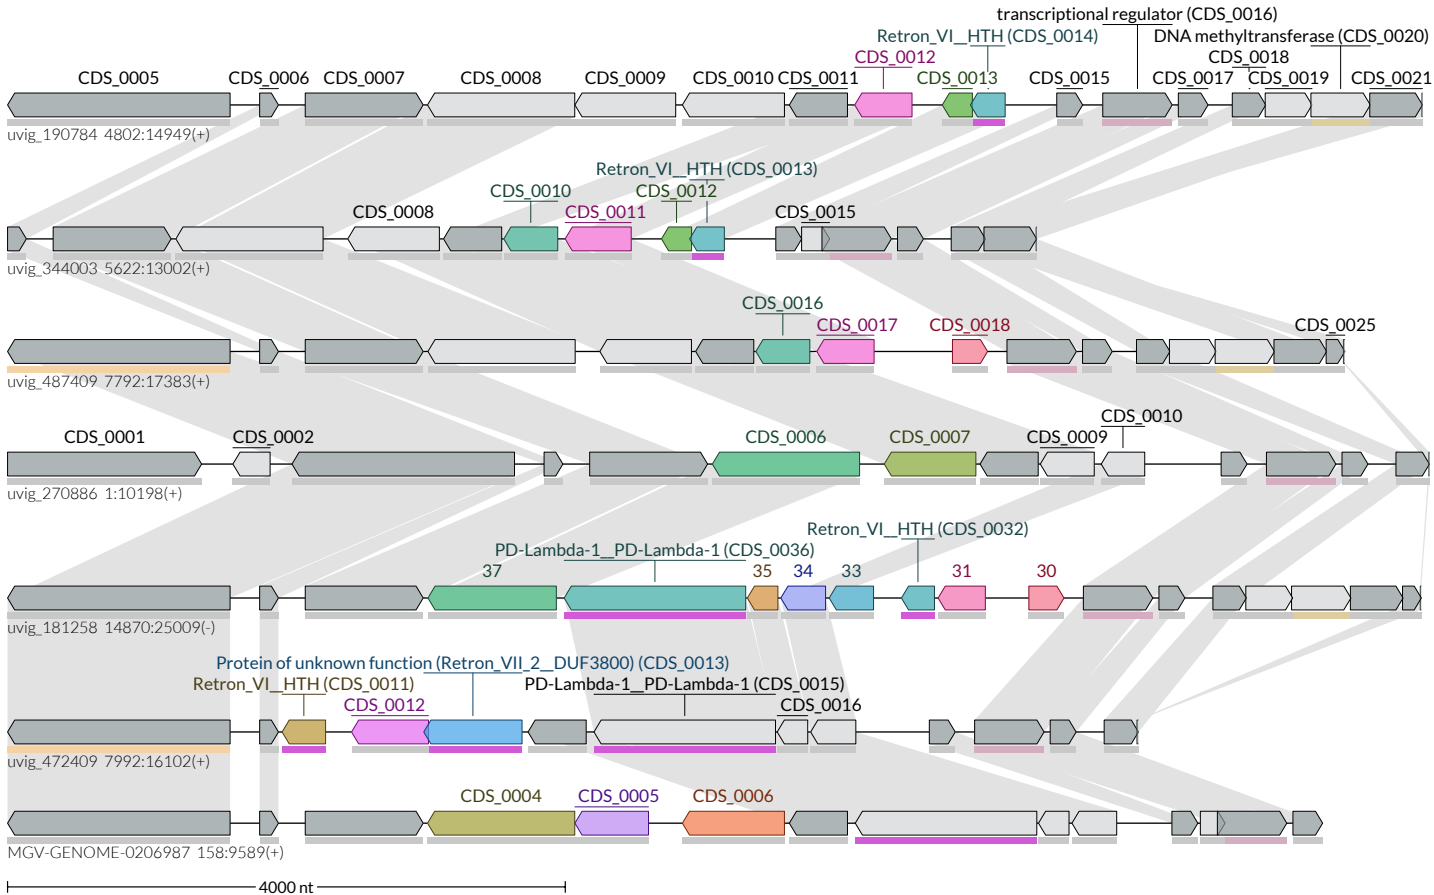 transcriptional regulator (CDS_0016)
Retron_VI__HTH (CDS_0014) DNA methyltransferase (CDS_0020)
CDS_0012 CDS_0018
CDS_0005 CDS_0006 CDS_0007 CDS_0008 CDS_0009 CDS_0010 CDS_0011 CDS_0013 CDS_0015 CDS_0017 CDS_0019 CDS_0021
uvig_190784 4802:14949(+)
Retron_VI__HTH (CDS_0013)
CDS_0010 CDS_0012
CDS_0008 CDS_0011 CDS_0015
uvig_344003 5622:13002(+)
CDS_0016
CDS_0017 CDS_0018 CDS_0025
uvig_487409 7792:17383(+)
CDS_0010
CDS_0001 CDS_0002 CDS_0006 CDS_0007 CDS_0009
uvig_270886 1:10198(+)
Retron_VI__HTH (CDS_0032)
PD-Lambda-1__PD-Lambda-1 (CDS_0036)
37 35 34 33 31 30
uvig_181258 14870:25009(-)
Protein of unknown function (Retron_VII_2__DUF3800) (CDS_0013)
Retron_VI__HTH (CDS_0011) PD-Lambda-1__PD-Lambda-1 (CDS_0015)
CDS_0012 CDS_0016
uvig_472409 7992:16102(+)
CDS_0004 CDS_0005 CDS_0006
MGV-GENOME-0206987 158:9589(+)
4000 nt